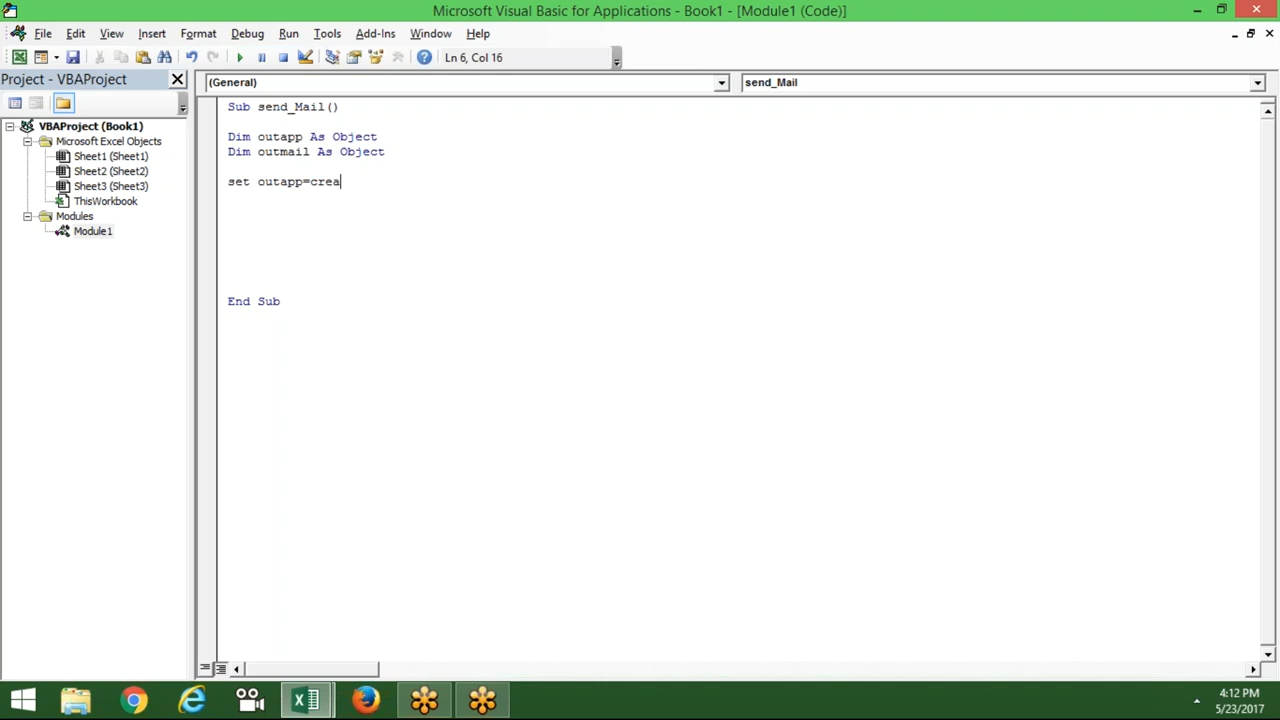 Microsoft Visual Basic for Applications - Book1 - [Module1 (Code)]
File Edit View Insert Format Debug Run Tools Add-Ins Window Help
Ln 6, Col 16
Project - VBAProject
(General) send_Mail
VBAProject (Book1)
Microsoft Excel Objects
Sheet1 (Sheet1)
Sheet2 (Sheet2)
Sheet3 (Sheet3)
ThisWorkbook
Modules
Module1
Sub send_Mail()
Dim outapp As Object
Dim outmail As Object
set outapp=crea
End Sub
4:12 PM
5/23/2017